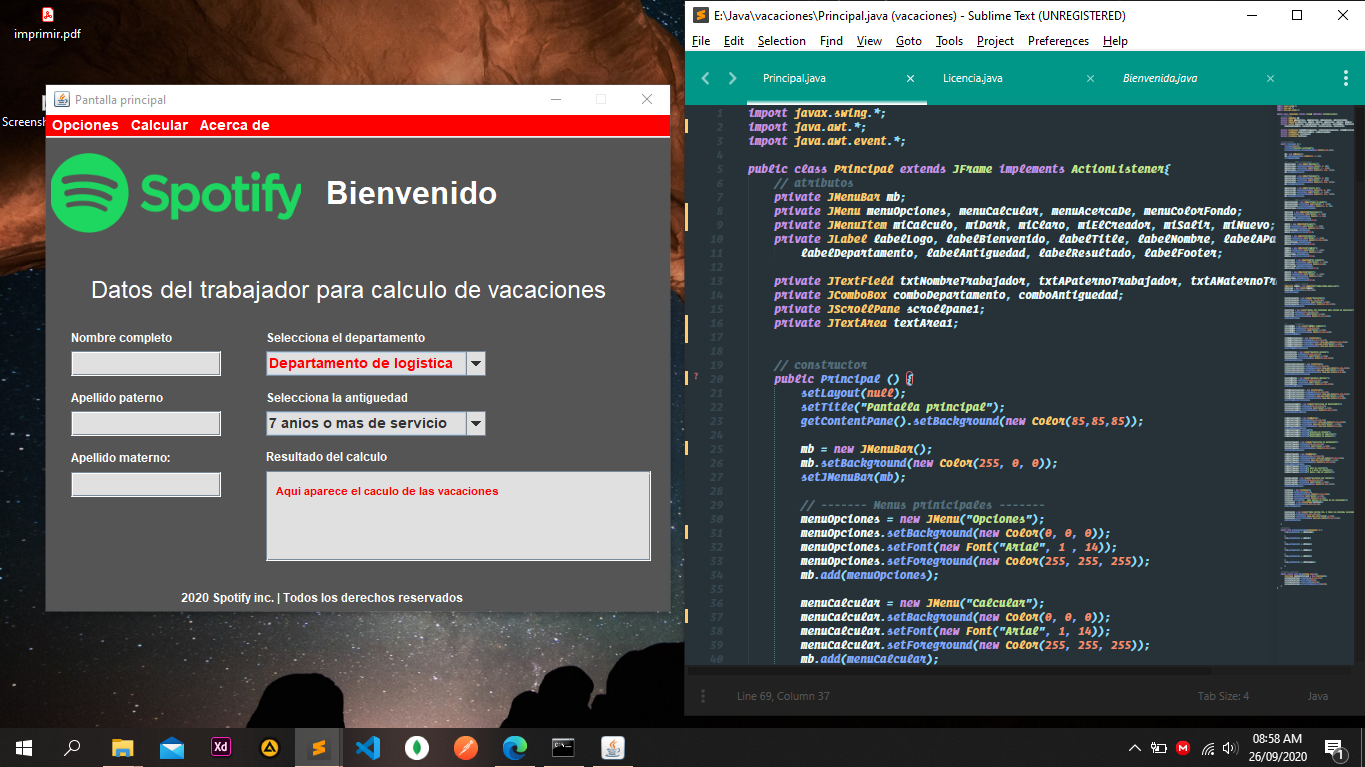 imprimir.pdf
Screensh
Pantalla principal
Opciones Calcular Acerca de
Spotify Bienvenido
Datos del trabajador para calculo de vacaciones
Nombre completo
Selecciona el departamento
Departamento de logistica
Apellido paterno
Selecciona la antiguedad
7 anios o mas de servicio
Apellido materno:
Resultado del calculo
Aqui aparece el caculo de las vacaciones
2020 Spotify inc. | Todos los derechos reservados
E:\Java\vacaciones\Principal.java (vacaciones) - Sublime Text (UNREGISTERED)
File Edit Selection Find View Goto Tools Project Preferences Help
Principal.java Licencia.java Bienvenida.java
1 import javax.swing.*;
2 import java.awt.*;
3 import java.awt.event.*;
4
5 public class Principal extends JFrame implements ActionListener{
6 // atributos
7 private JMenuBar mb;
8 private JMenu menuOpciones, menuCalcular, menuAcercaDe, menuColorFondo;
9 private JMenuItem miCalculo, miDark, miClaro, miElCreador, miSalir, miNuevo;
10 private JLabel labelLogo, labelBienvenido, labelTitle, labelNombre, labelAPa
11 labelDepartamento, labelAntiguedad, labelResultado, labelFooter;
12
13 private JTextField txtNombreTrabajador, txtAPaternoTrabajador, txtAMaternoTr
14 private JComboBox comboDepartamento, comboAntiguedad;
15 private JScrollPane scrollpane1;
16 private JTextArea textArea1;
17
18
19 // constructor
20 public Principal () {
21 setLayout(null);
22 setTitle("Pantalla principal");
23 getContentPane().setBackground(new Color(85,85,85));
24
25 mb = new JMenuBar();
26 mb.setBackground(new Color(255, 0, 0));
27 setJMenuBar(mb);
28
29 // ------- Menus prinicipales -------
30 menuOpciones = new JMenu("Opciones");
31 menuOpciones.setBackground(new Color(0, 0, 0));
32 menuOpciones.setFont(new Font("Arial", 1 , 14));
33 menuOpciones.setForeground(new Color(255, 255, 255));
34 mb.add(menuOpciones);
35
36 menuCalcular = new JMenu("Calcular");
37 menuCalcular.setBackground(new Color(0, 0, 0));
38 menuCalcular.setFont(new Font("Arial", 1, 14));
39 menuCalcular.setForeground(new Color(255, 255, 255));
40 mb.add(menuCalcular);
Line 69, Column 37 Tab Size: 4 Java
Xd
08:58 AM
26/09/2020
1